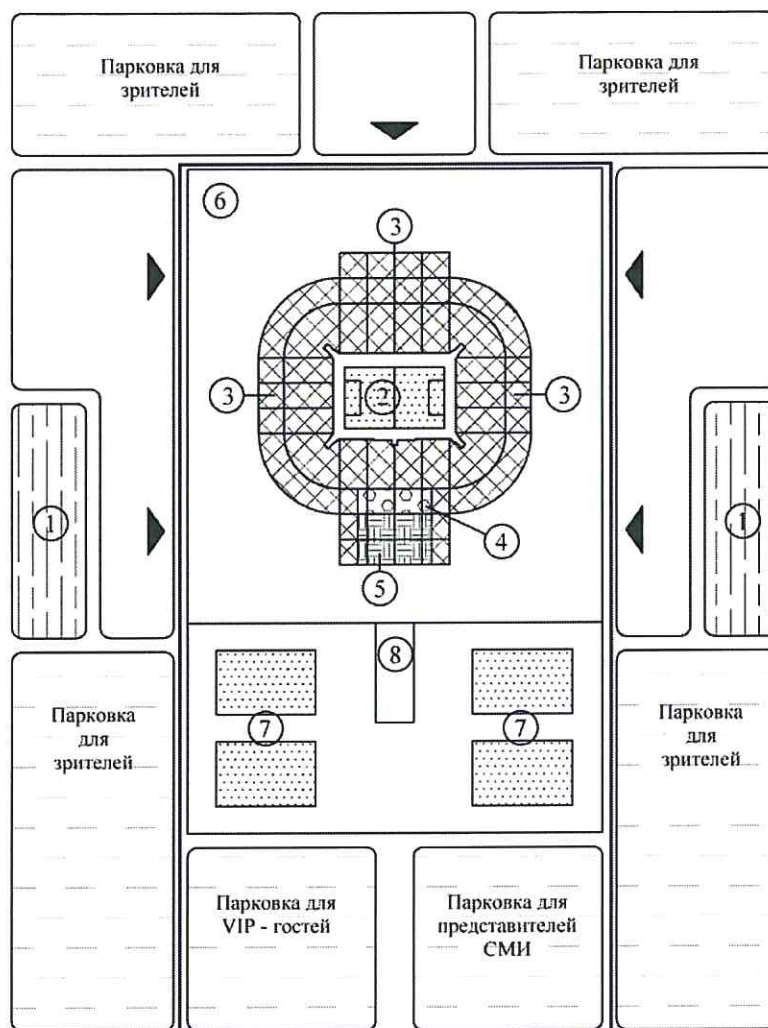 Парковка для
зрителей
Парковка для
зрителей
6
3
3
2
3
1
1
4
5
8
7
7
Парковка
для
зрителей
Парковка
для
зрителей
Парковка для
VIP - гостей
Парковка для
представителей
СМИ